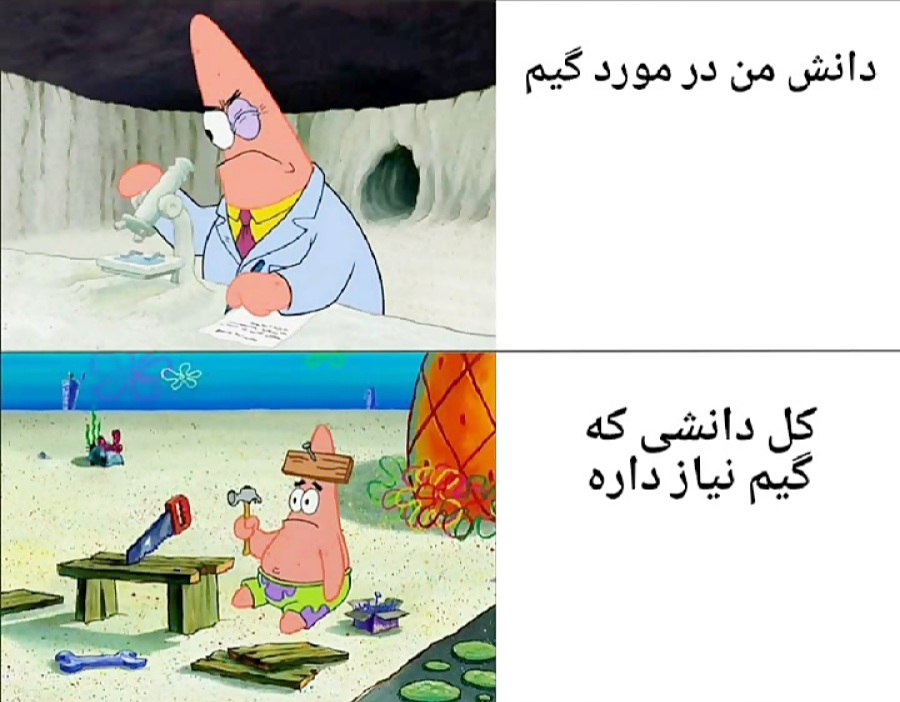 دانش من در مورد گیم
کل دانشی که
گیم نیاز داره